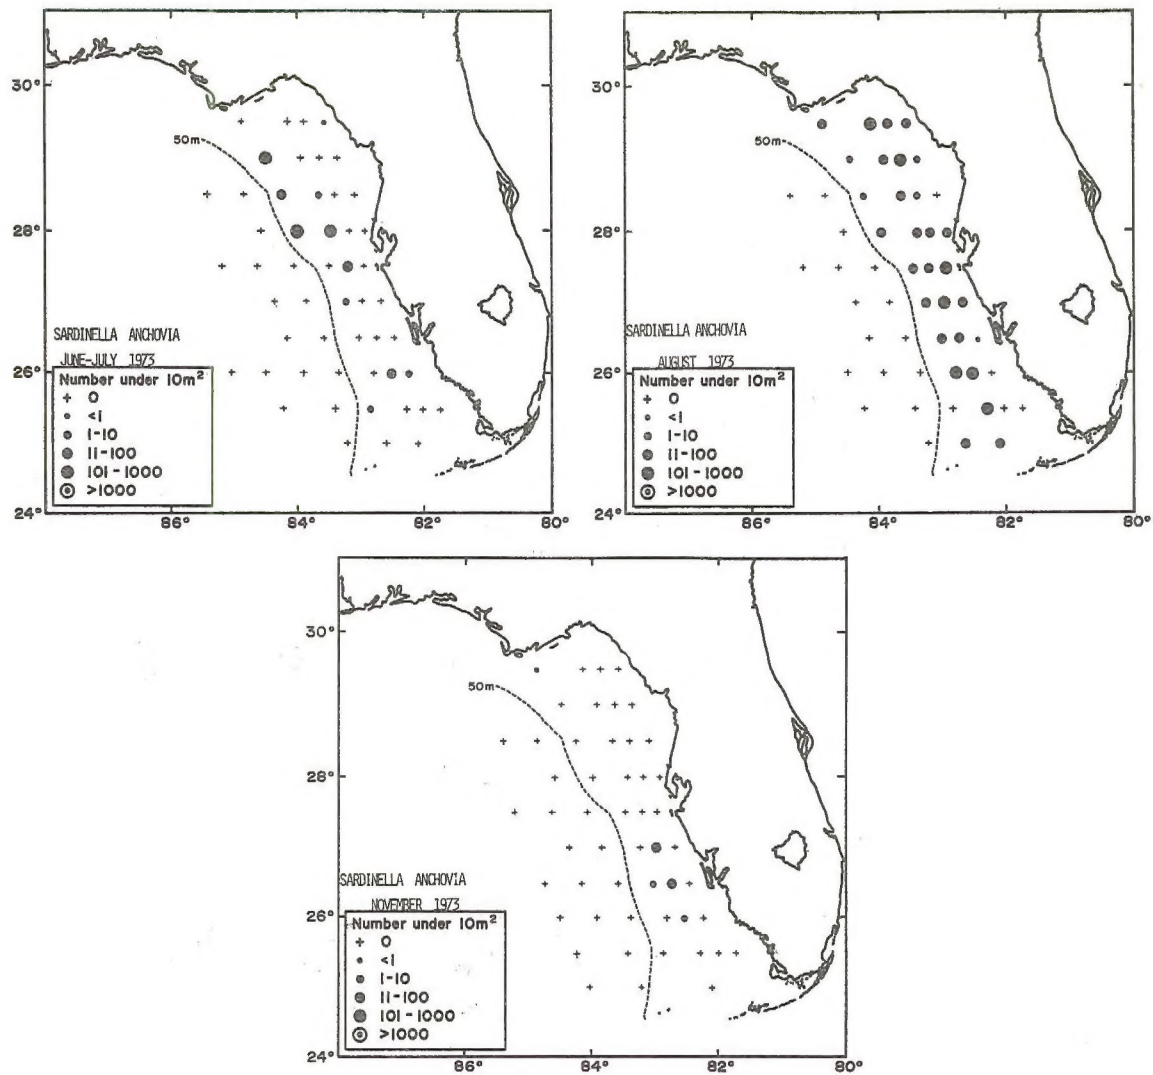 30°
50m
28°
SARDINELLA ANCHOVIA
26°
JUNE-JULY 1973
Number under 10m²
+ 0
<1
1-10
11-100
101-1000
>1000
24°
86° 84° 82° 80°
30°
50m
28°
SARDINELLA ANCHOVIA
26°
AUGUST 1973
Number under 10m²
+ 0
<1
1-10
11-100
101-1000
>1000
24°
86° 84° 82° 80°
30°
50m
28°
SARDINELLA ANCHOVIA
26°
NOVEMBER 1973
Number under 10m²
+ 0
<1
1-10
11-100
101-1000
>1000
24°
86° 84° 82° 80°